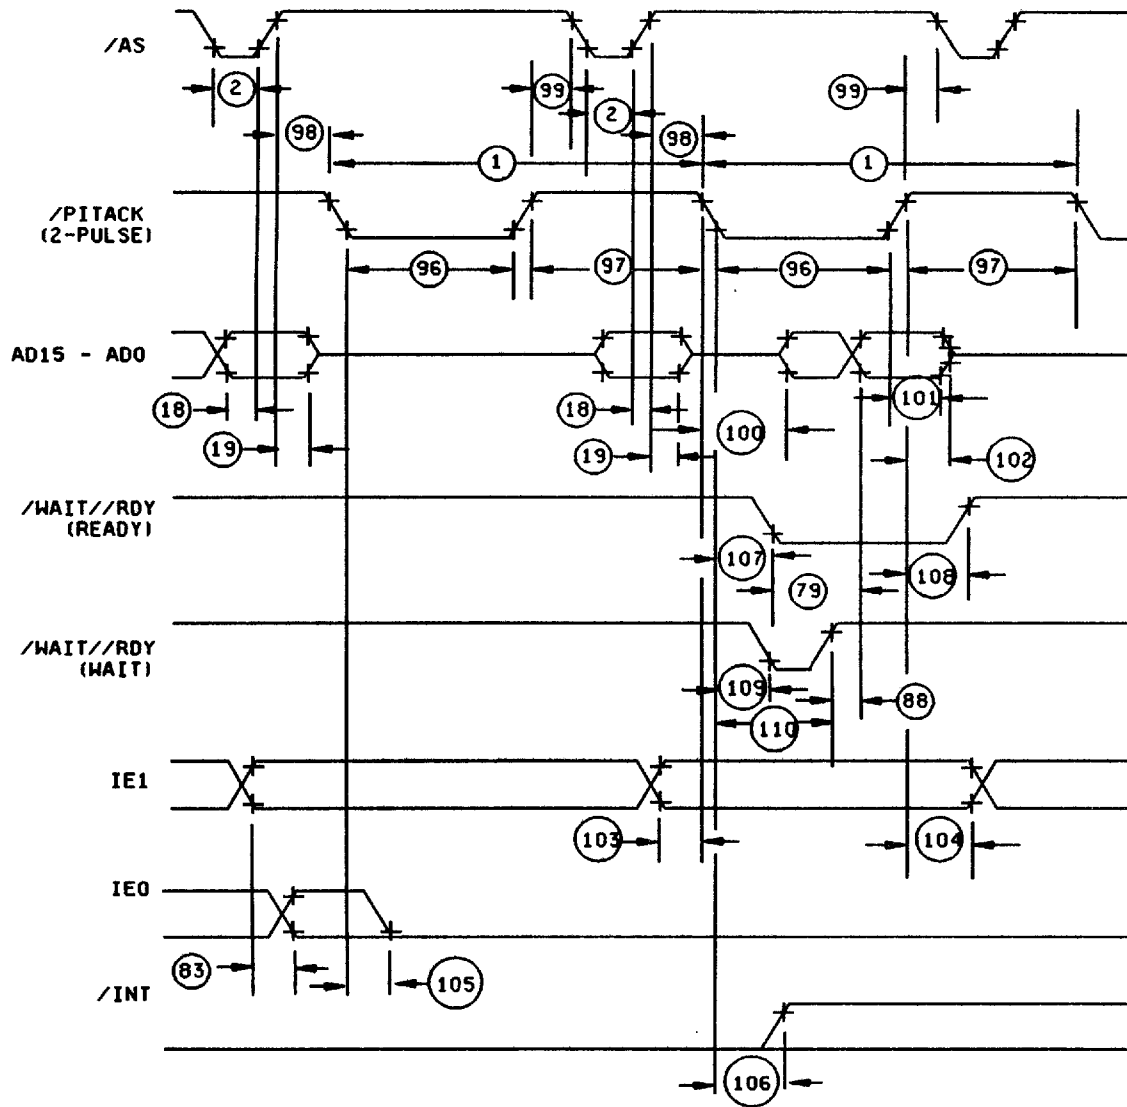 /AS
2
99
99
2
98
98
1
1
/PITACK
(2-PULSE)
96
97
96
97
AD15 - AD0
18
18
101
100
19
19
102
/WAIT//RDY
(READY)
107
108
79
/WAIT//RDY
(WAIT)
109
88
110
IE1
103
104
IE0
83
105
/INT
106